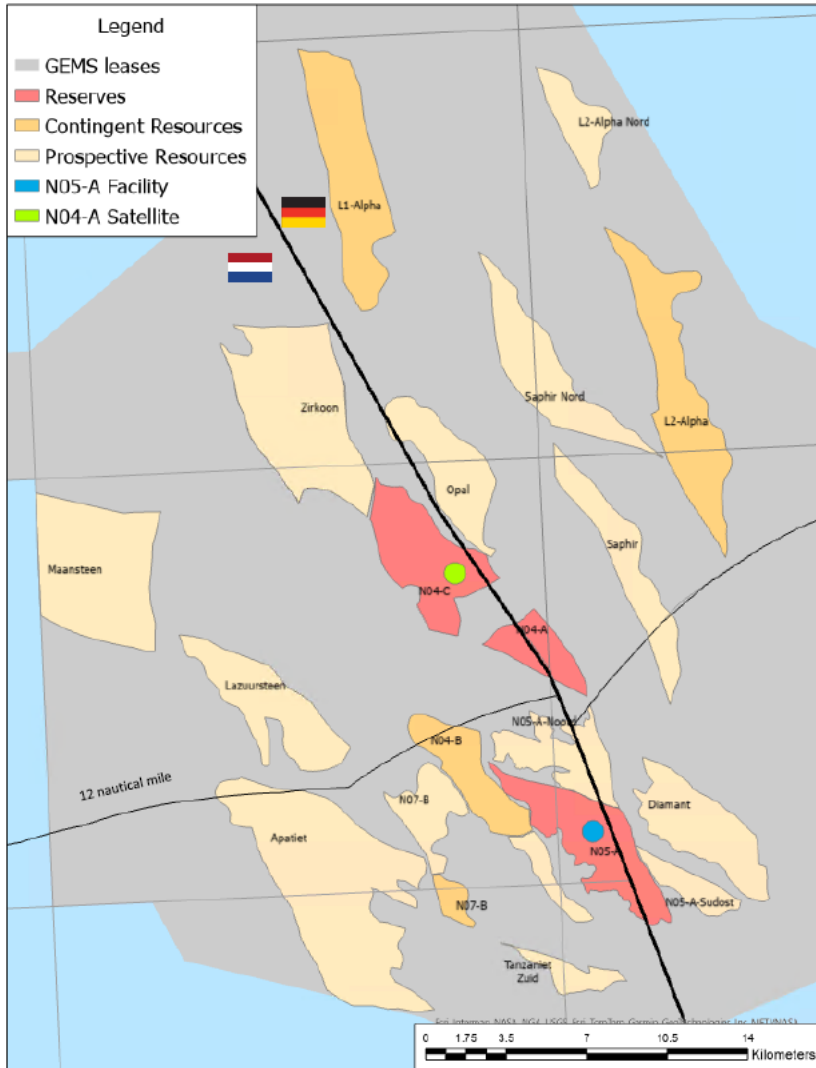 Legend
GEMS leases
Reserves
Contingent Resources
Prospective Resources
N05-A Facility
N04-A Satellite
L2-Alpha Nord
L1-Alpha
Saphir Nord
Zirkoon
L2-Alpha
Opal
Saphir
Maansteen
N04-C
N04-A
Lazuursteen
N05-A-Noord
N04-B
12 nautical mile
N07-B
Diamant
Apatiet
N05-A
N07-B
N05-A-Sudost
Tanzaniet
Zuid
0 1.75 3.5 7 10.5 14
Kilometers